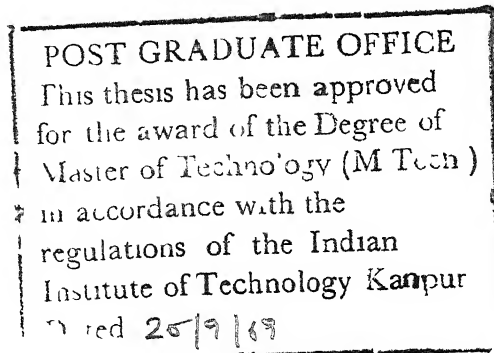 POST GRADUATE OFFICE
This thesis has been approved
for the award of the Degree of
Master of Technology (M Tech)
in accordance with the
regulations of the Indian
Institute of Technology Kanpur
Dated 25/9/69